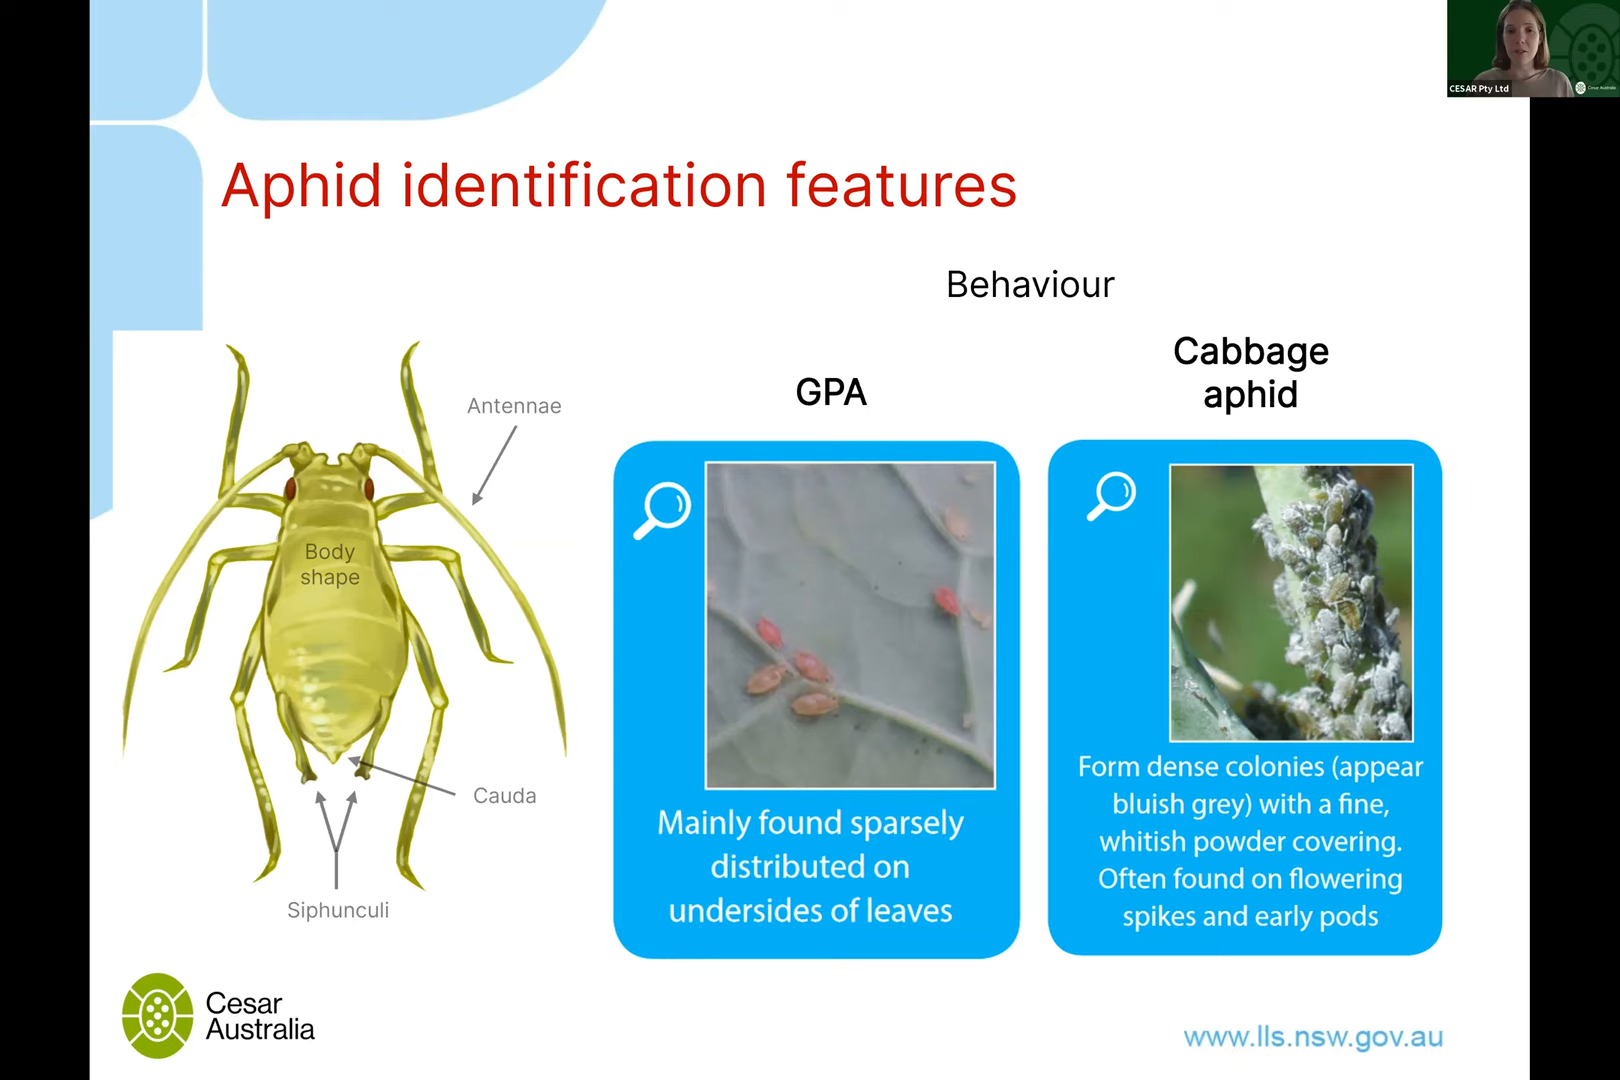 CESAR Pty Ltd
Cesar Australia
Aphid identification features
Behaviour
Antennae
Body
shape
Cauda
Siphunculi
GPA
Mainly found sparsely
distributed on
undersides of leaves
Cabbage
aphid
Form dense colonies (appear
bluish grey) with a fine,
whitish powder covering.
Often found on flowering
spikes and early pods
Cesar
Australia
www.lls.nsw.gov.au